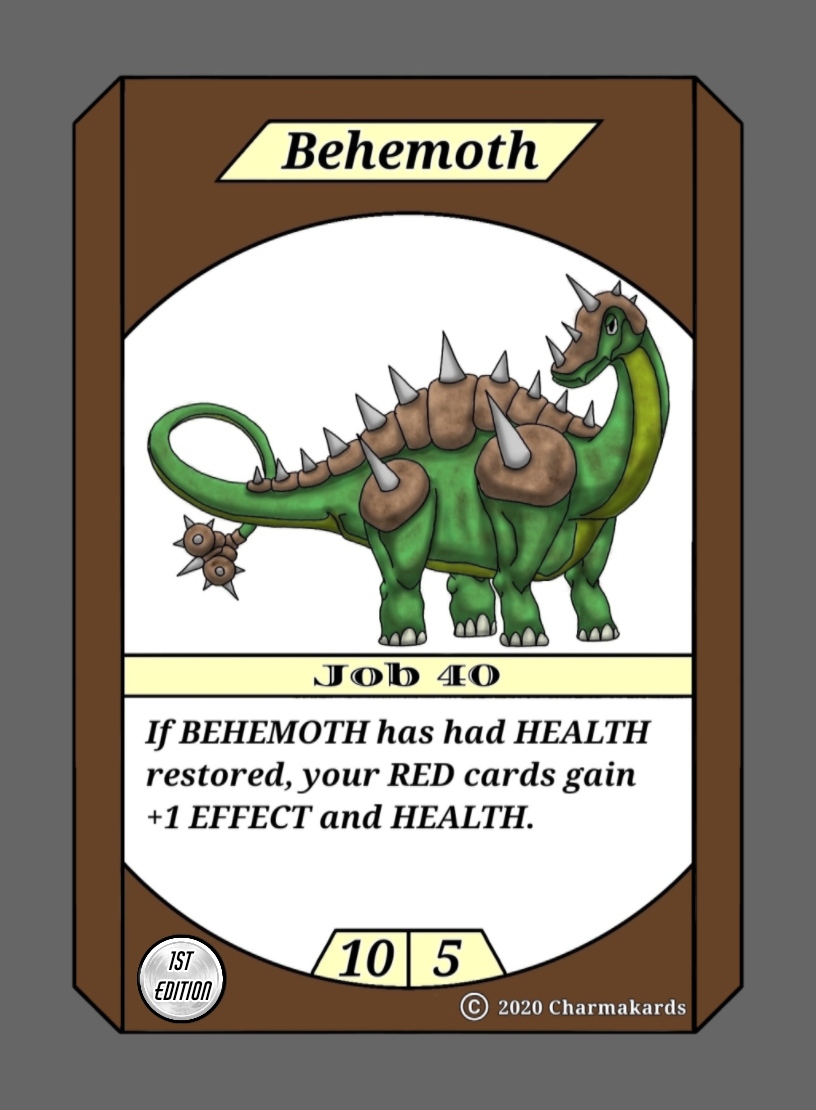 Behemoth
Job 40
If BEHEMOTH has had HEALTH
restored, your RED cards gain
+1 EFFECT and HEALTH.
10 5
1ST
EDITION
© 2020 Charmakards